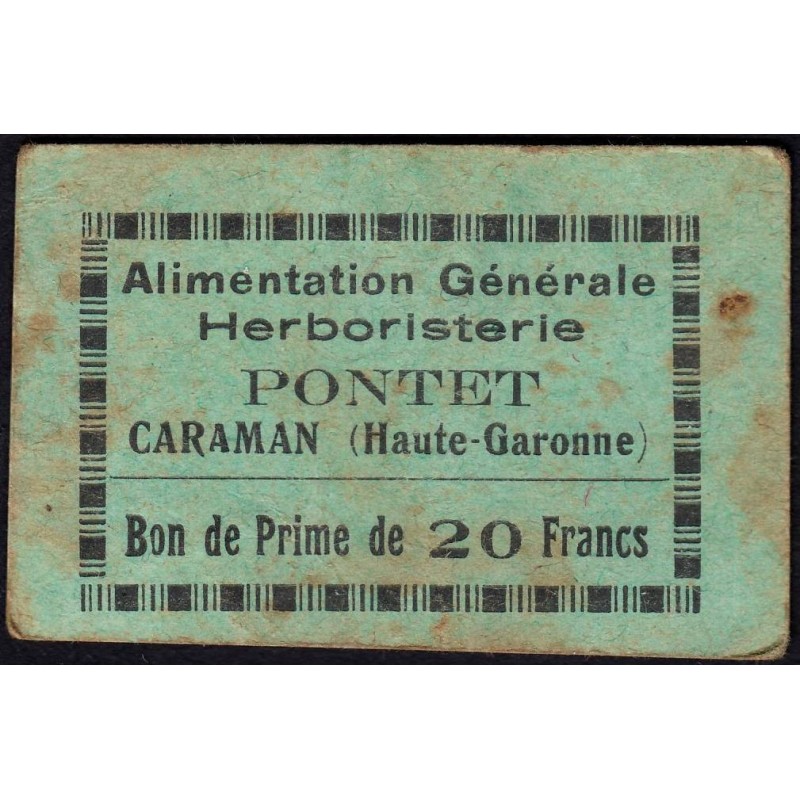 Alimentation Générale
Herboristerie
PONTET
CARAMAN (Haute-Garonne)
Bon de Prime de 20 Francs